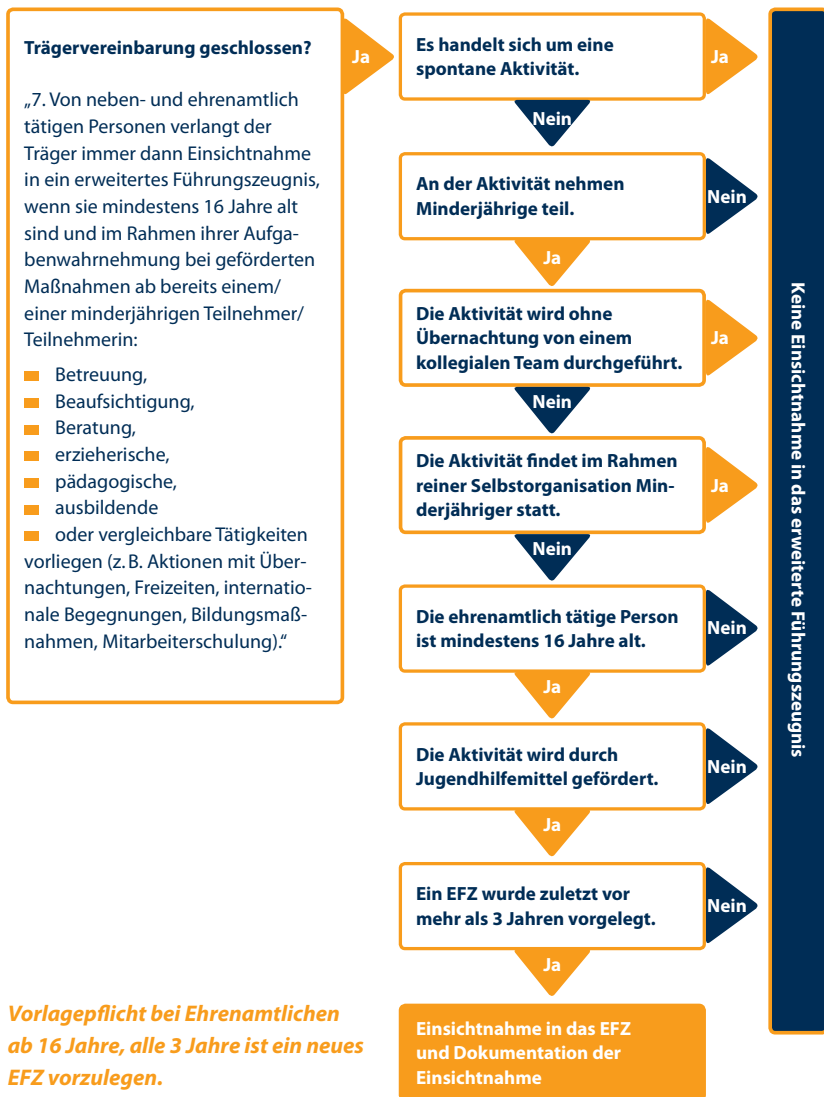 Trägervereinbarung geschlossen?
„7. Von neben- und ehrenamtlich
tätigen Personen verlangt der
Träger immer dann Einsichtnahme
in ein erweitertes Führungszeugnis,
wenn sie mindestens 16 Jahre alt
sind und im Rahmen ihrer Aufga-
benwahrnehmung bei geförderten
Maßnahmen ab bereits einem/
einer minderjährigen Teilnehmer/
Teilnehmerin:
Betreuung,
Beaufsichtigung,
Beratung,
erzieherische,
pädagogische,
ausbildende
oder vergleichbare Tätigkeiten
vorliegen (z. B. Aktionen mit Über-
nachtungen, Freizeiten, internatio-
nale Begegnungen, Bildungsmaß-
nahmen, Mitarbeiterschulung).“
Ja
Es handelt sich um eine
spontane Aktivität.
Ja
Nein
An der Aktivität nehmen
Minderjährige teil.
Nein
Ja
Die Aktivität wird ohne
Übernachtung von einem
kollegialen Team durchgeführt.
Ja
Nein
Die Aktivität findet im Rahmen
reiner Selbstorganisation Min-
derjähriger statt.
Ja
Nein
Die ehrenamtlich tätige Person
ist mindestens 16 Jahre alt.
Nein
Ja
Die Aktivität wird durch
Jugendhilfemittel gefördert.
Nein
Ja
Ein EFZ wurde zuletzt vor
mehr als 3 Jahren vorgelegt.
Nein
Ja
Einsichtnahme in das EFZ
und Dokumentation der
Einsichtnahme
Keine Einsichtnahme in das erweiterte Führungszeugnis
Vorlagepflicht bei Ehrenamtlichen
ab 16 Jahre, alle 3 Jahre ist ein neues
EFZ vorzulegen.